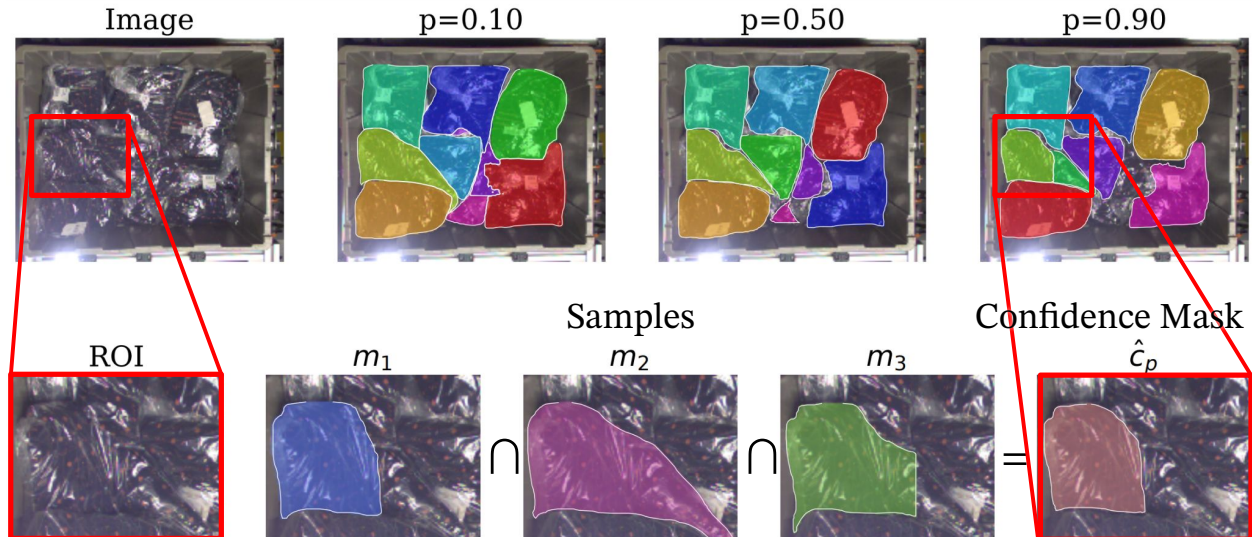 Image p=0.10 p=0.50 p=0.90
Samples Confidence Mask
ROI m₁ m₂ m₃ ĉₚ
∩ ∩ =